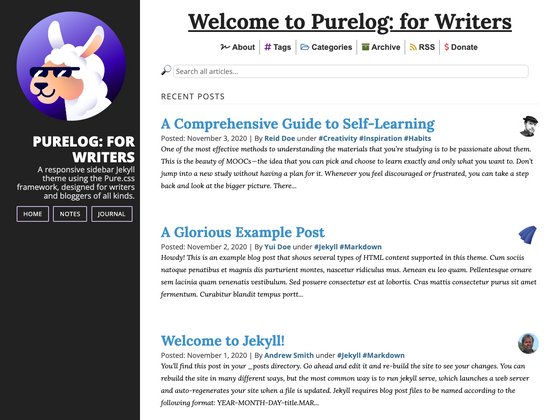 PURELOG: FOR
WRITERS
A responsive sidebar Jekyll
theme using the Pure.css
framework, designed for writers
and bloggers of all kinds.
HOME NOTES JOURNAL
Welcome to Purelog: for Writers
About Tags Categories Archive RSS Donate
Search all articles...
RECENT POSTS
A Comprehensive Guide to Self-Learning
Posted: November 3, 2020 | By Reid Doe under #Creativity #Inspiration #Habits
One of the most effective methods to understanding the materials that you're studying is to be passionate about them.
This is the beauty of MOOCs—the idea that you can pick and choose to learn exactly and only what you want to. Don't
jump into a new study without having a plan for it. Whenever you feel discouraged or frustrated, you can take a step
back and look at the bigger picture. There...
A Glorious Example Post
Posted: November 2, 2020 | By Yui Doe under #Jekyll #Markdown
Howdy! This is an example blog post that shows several types of HTML content supported in this theme. Cum sociis
natoque penatibus et magnis dis parturient montes, nascetur ridiculus mus. Aenean eu leo quam. Pellentesque ornare
sem lacinia quam venenatis vestibulum. Sed posuere consectetur est at lobortis. Cras mattis consectetur purus sit amet
fermentum. Curabitur blandit tempus portt...
Welcome to Jekyll!
Posted: November 1, 2020 | By Andrew Smith under #Jekyll #Markdown
You'll find this post in your _posts directory. Go ahead and edit it and re-build the site to see your changes. You can
rebuild the site in many different ways, but the most common way is to run jekyll serve, which launches a web server
and auto-regenerates your site when a file is updated. Jekyll requires blog post files to be named according to the
following format: YEAR-MONTH-DAY-title.MAR...